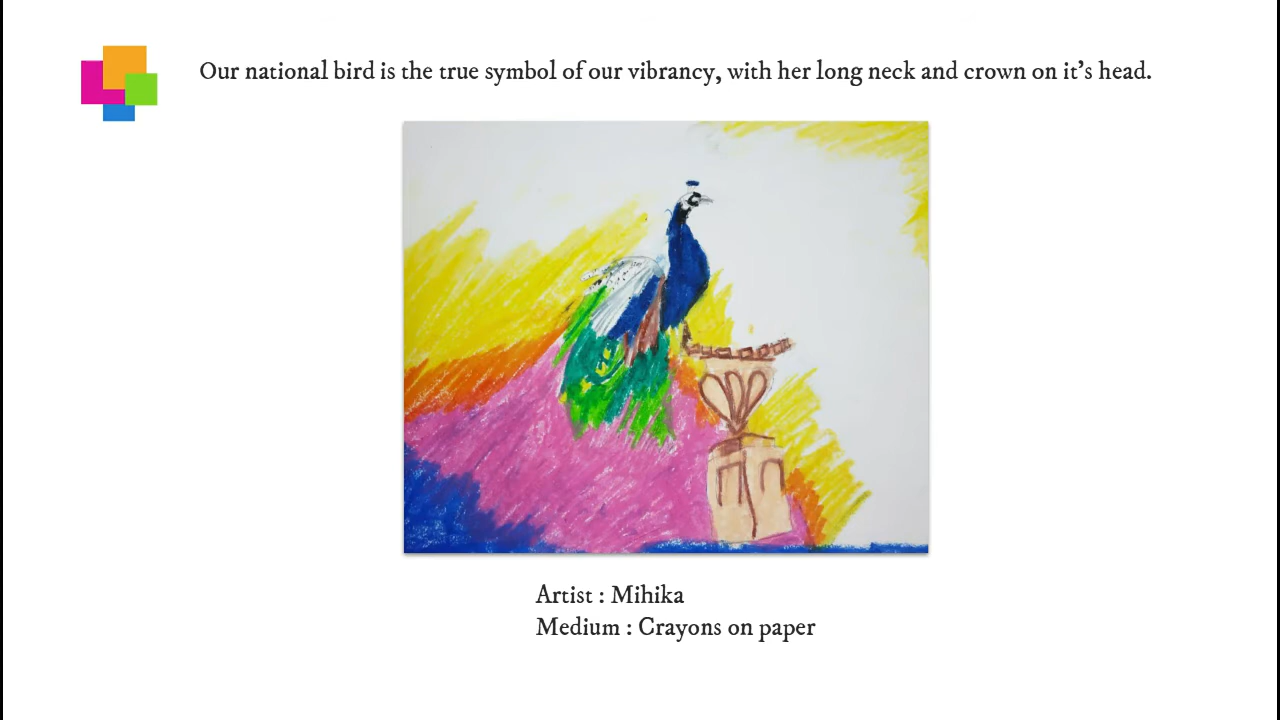 Our national bird is the true symbol of our vibrancy, with her long neck and crown on it's head.
Artist : Mihika
Medium : Crayons on paper